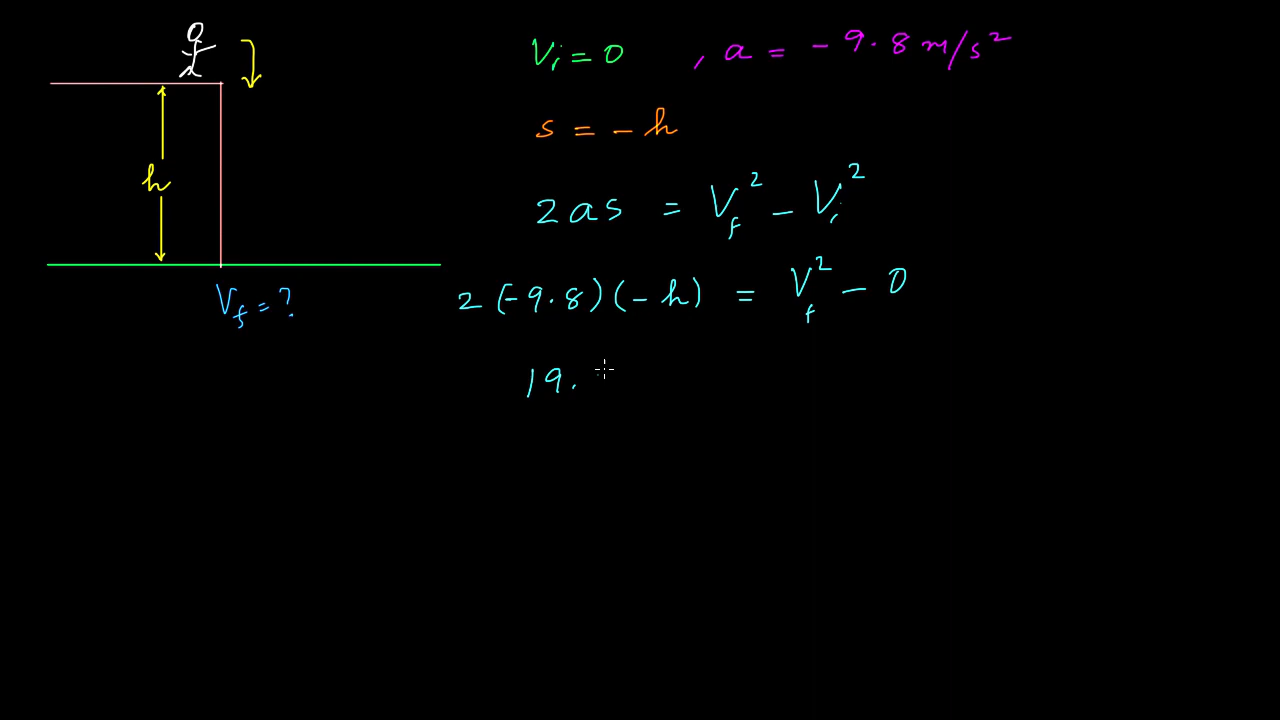 Vi = 0 , a = -9.8 m/s²
s = -h
h
2as = Vf² - Vi²
2(-9.8)(-h) = Vf² - 0
Vf = ?
19.